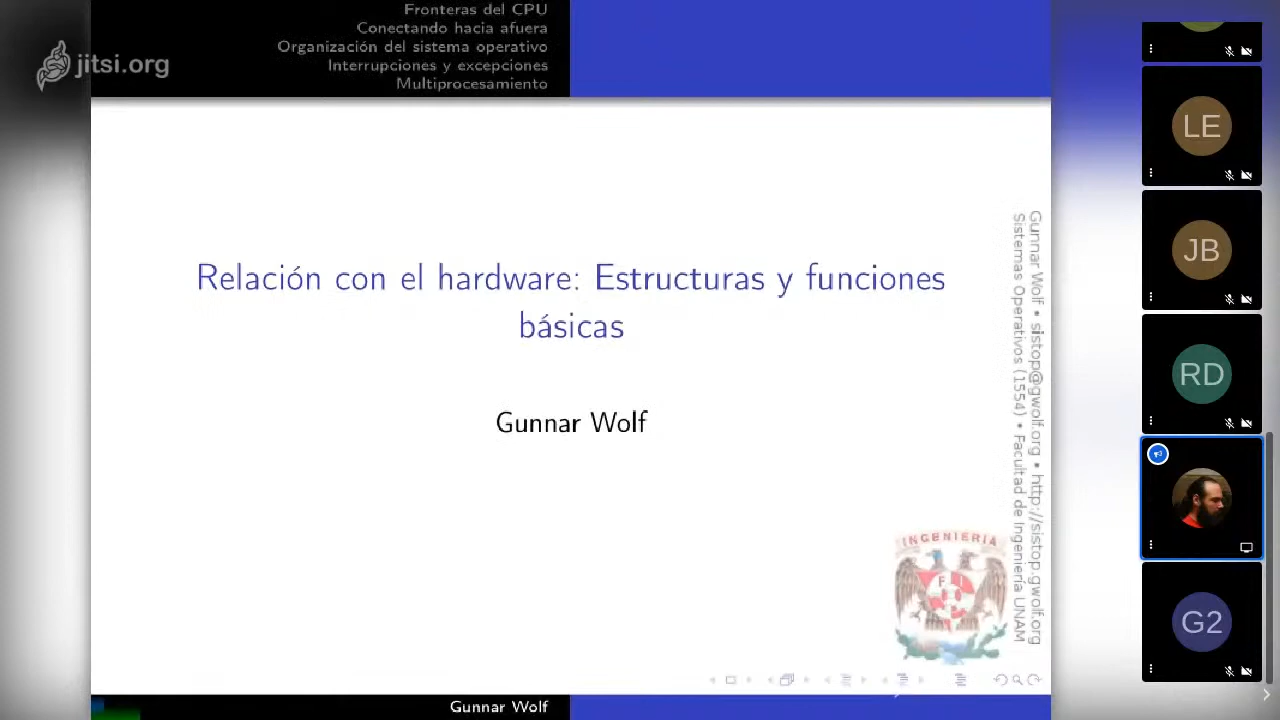 Fronteras del CPU
Conectando hacia afuera
Organización del sistema operativo
Interrupciones y excepciones
Multiprocesamiento
jitsi.org
Relación con el hardware: Estructuras y funciones
básicas
Gunnar Wolf
Gunnar Wolf • sistop@gwolf.org • http://sistop.gwolf.org
Sistemas Operativos (1554) • Facultad de Ingeniería UNAM
INGENIERIA
F I
Gunnar Wolf
LE
JB
RD
G2